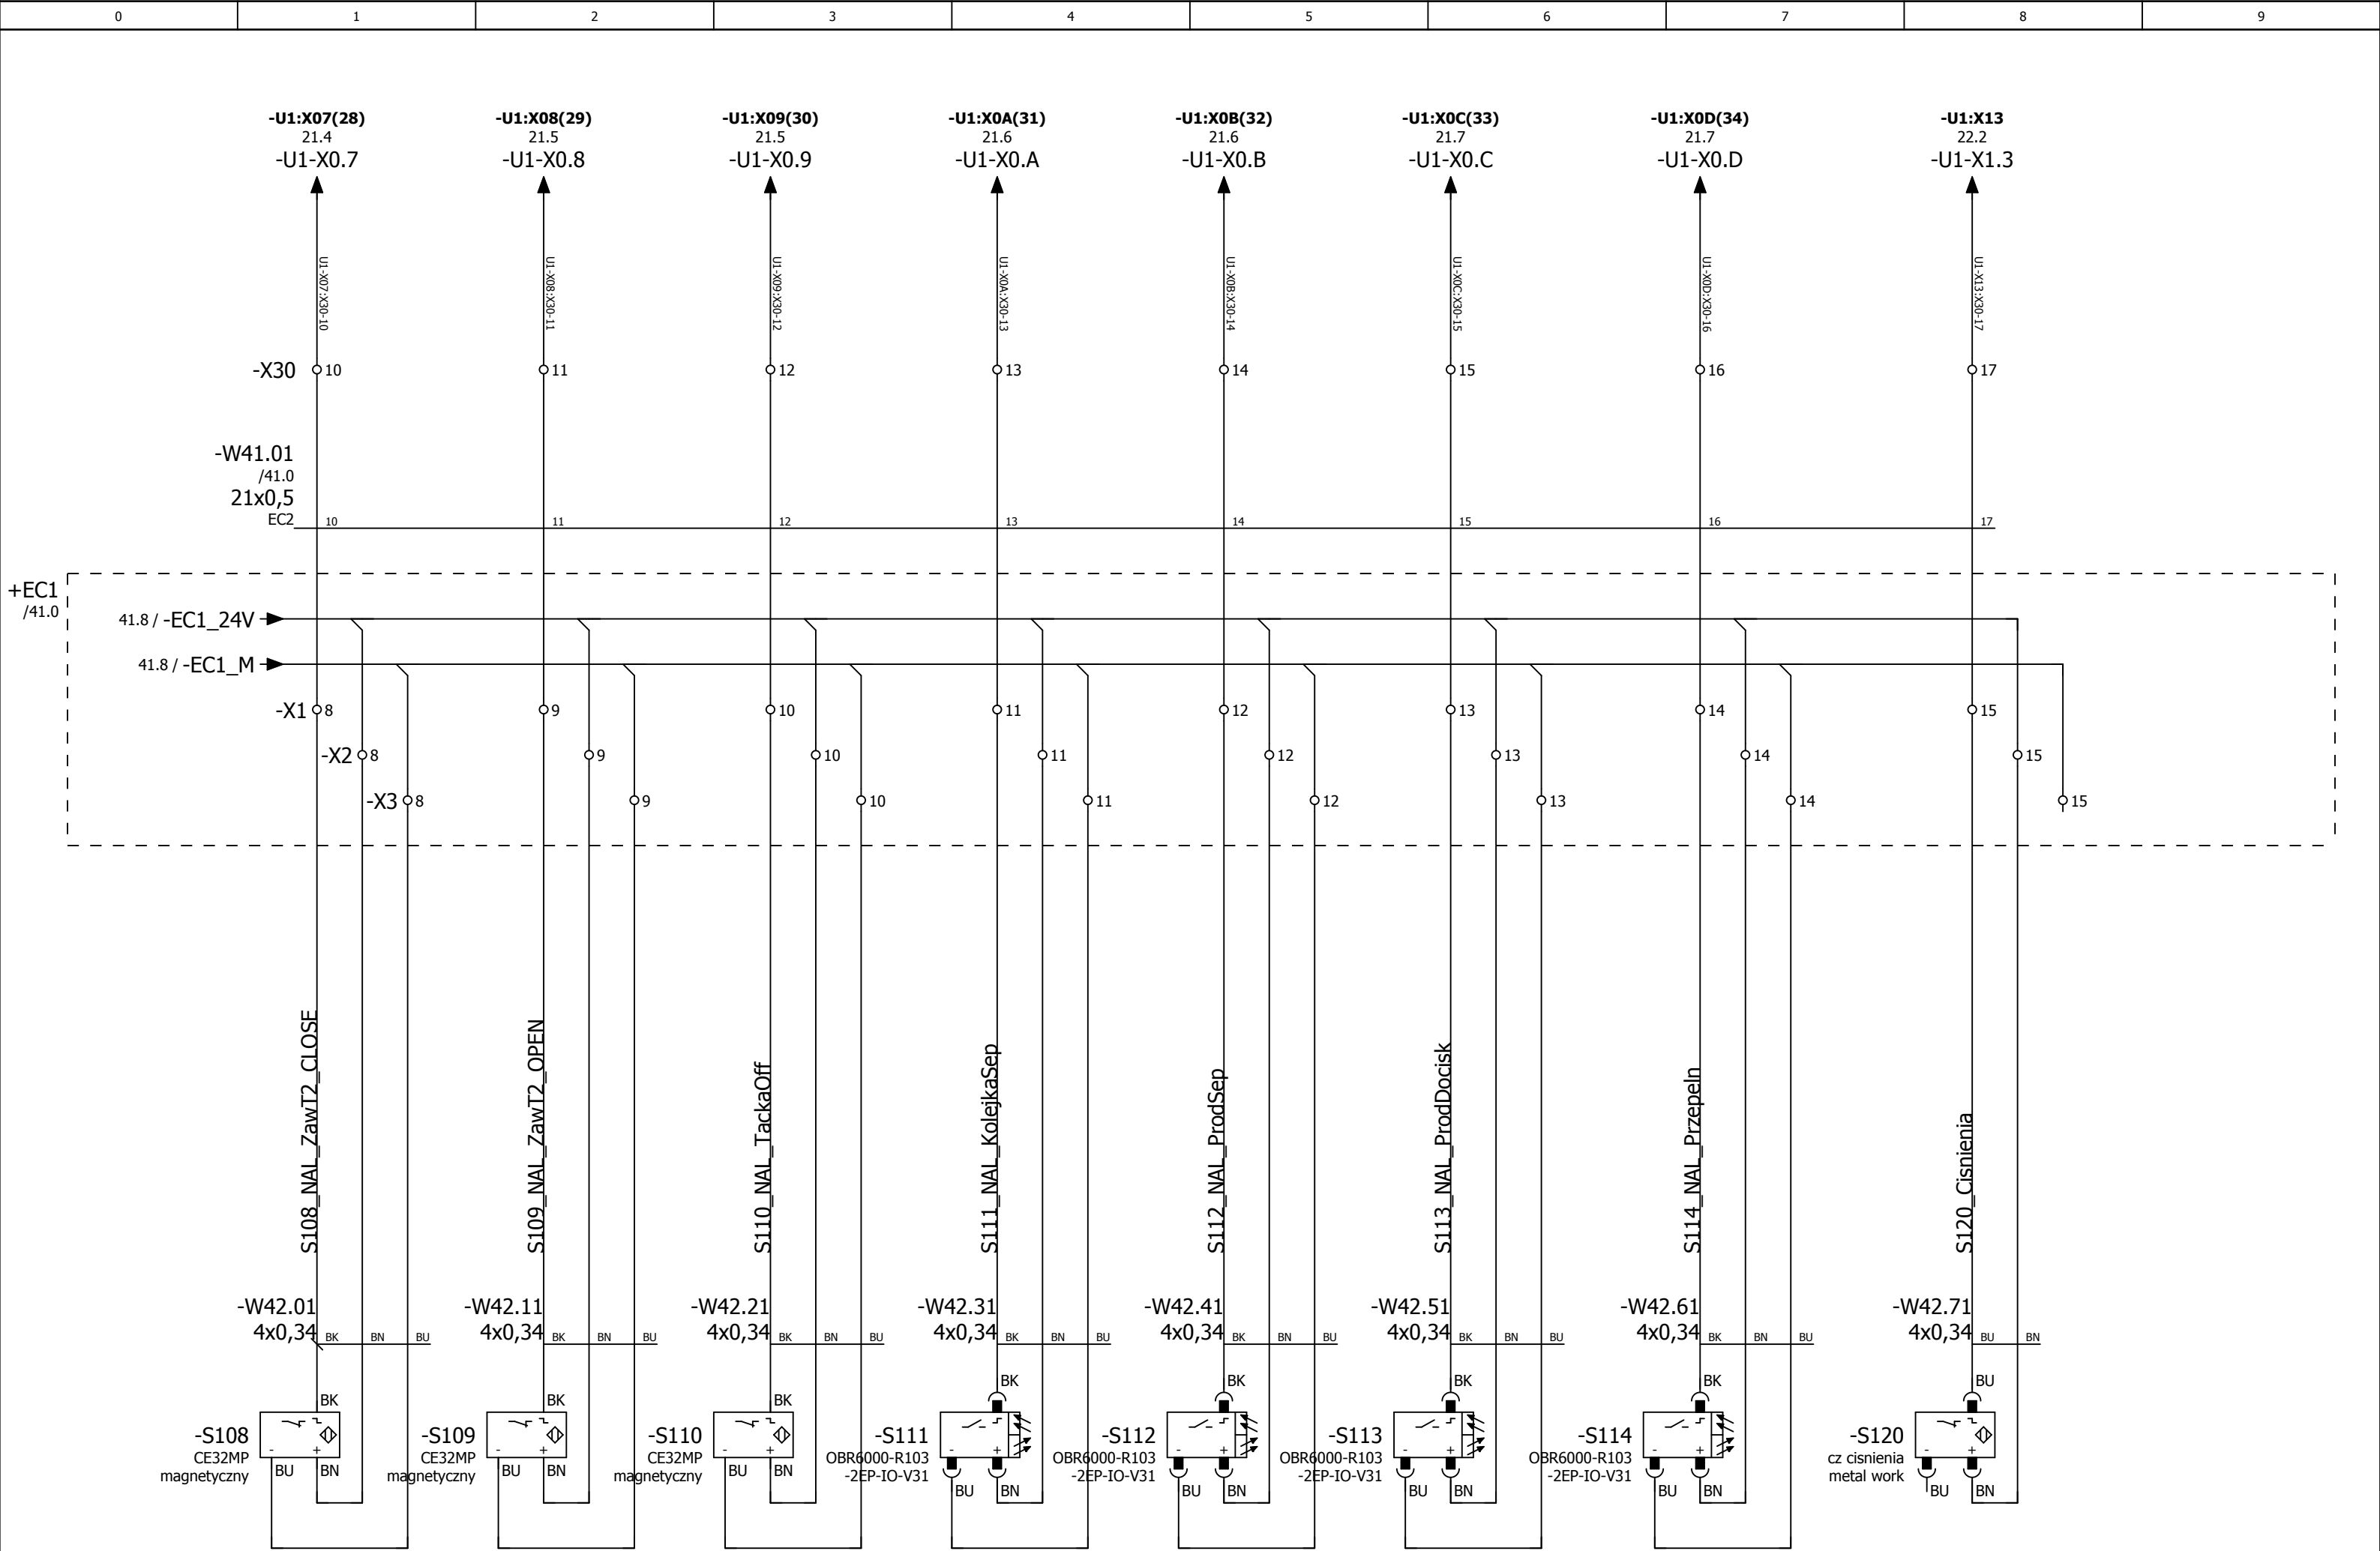 0 1 2 3 4 5 6 7 8 9
-U1:X07(28) -U1:X08(29) -U1:X09(30) -U1:X0A(31) -U1:X0B(32) -U1:X0C(33) -U1:X0D(34) -U1:X13
21.4 21.5 21.5 21.6 21.6 21.7 21.7 22.2
-U1-X0.7 -U1-X0.8 -U1-X0.9 -U1-X0.A -U1-X0.B -U1-X0.C -U1-X0.D -U1-X1.3
U1-X07:X30-10 U1-X08:X30-11 U1-X09:X30-12 U1-X0A:X30-13 U1-X0B:X30-14 U1-X0C:X30-15 U1-X0D:X30-16 U1-X13:X30-17
-X30 10 11 12 13 14 15 16 17
-W41.01
/41.0
21x0,5
EC2 10 11 12 13 14 15 16 17
+EC1
/41.0
41.8 / -EC1_24V
41.8 / -EC1_M
-X1 8 9 10 11 12 13 14 15
-X2 8 9 10 11 12 13 14 15
-X3 8 9 10 11 12 13 14 15
S108_NAL_ZawT2_CLOSE S109_NAL_ZawT2_OPEN S110_NAL_TackaOff S111_NAL_KolejkaSep S112_NAL_ProdSep S113_NAL_ProdDocisk S114_NAL_Przepeln S120_Cisnienia
-W42.01 -W42.11 -W42.21 -W42.31 -W42.41 -W42.51 -W42.61 -W42.71
4x0,34 BK BN BU 4x0,34 BK BN BU 4x0,34 BK BN BU 4x0,34 BK BN BU 4x0,34 BK BN BU 4x0,34 BK BN BU 4x0,34 BK BN BU 4x0,34 BU BN
BK BK BK BK BK BK BK BU
-S108 -S109 -S110 -S111 -S112 -S113 -S114 -S120
- + - + - + - + - + - + - + - +
CE32MP CE32MP CE32MP OBR6000-R103 OBR6000-R103 OBR6000-R103 OBR6000-R103 cz cisnienia
magnetyczny magnetyczny magnetyczny -2EP-IO-V31 -2EP-IO-V31 -2EP-IO-V31 -2EP-IO-V31 metal work
BU BN BU BN BU BN BU BN BU BN BU BN BU BN BU BN